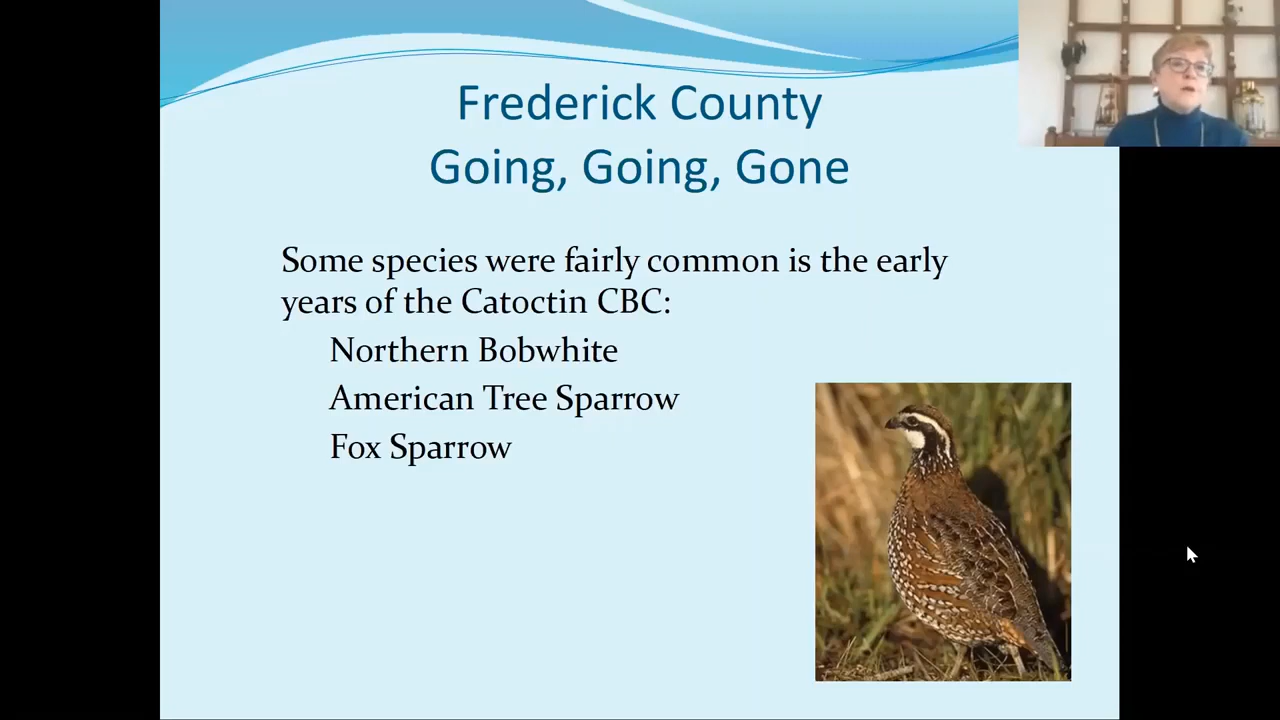 Frederick County
Going, Going, Gone
Some species were fairly common is the early
years of the Catoctin CBC:
Northern Bobwhite
American Tree Sparrow
Fox Sparrow